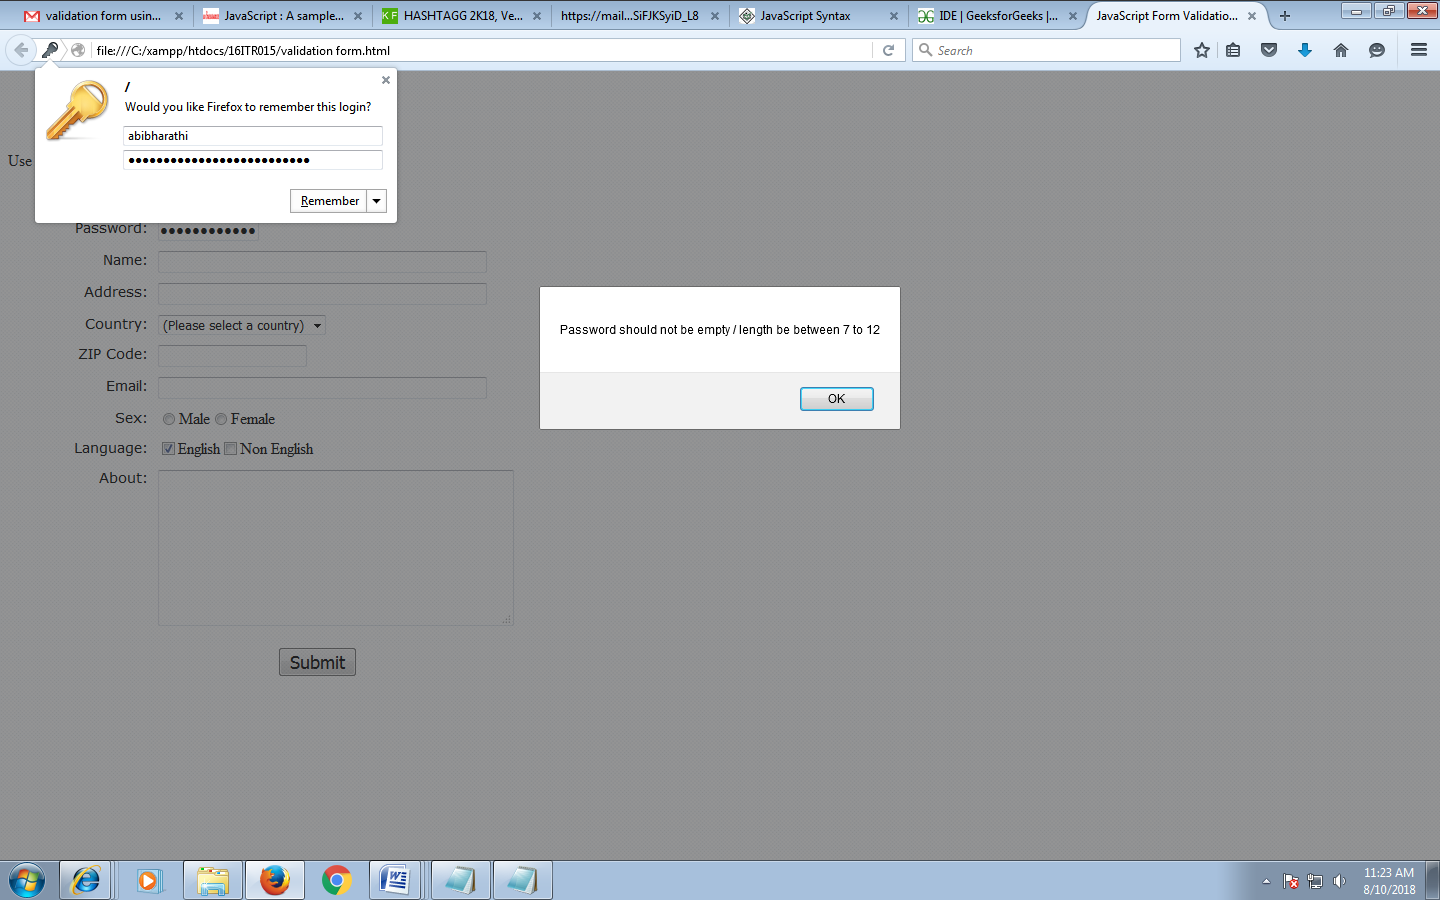 validation form usin...
JavaScript : A sample...
HASHTAGG 2K18, Ve...
https://mail...SiFJKSyiD_L8
JavaScript Syntax
IDE | GeeksforGeeks |...
JavaScript Form Validatio...
file:///C:/xampp/htdocs/16ITR015/validation form.html
Search
/
Would you like Firefox to remember this login?
abibharathi
Remember
Use
Password:
Name:
Address:
Country: (Please select a country)
ZIP Code:
Email:
Sex: Male Female
Language: English Non English
About:
Submit
Password should not be empty / length be between 7 to 12
OK
11:23 AM
8/10/2018